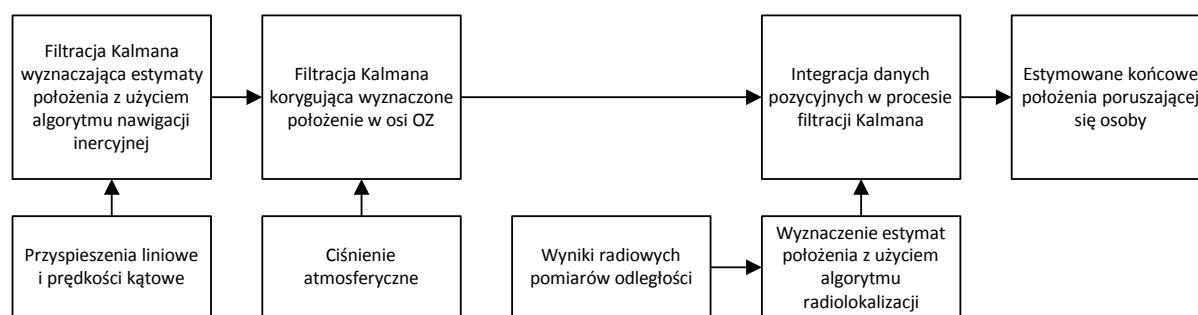 Filtracja Kalmana
wyznaczająca estymaty
położenia z użyciem
algorytmu nawigacji
inercyjnej
Filtracja Kalmana
korygująca wyznaczone
położenie w osi OZ
Integracja danych
pozycyjnych w procesie
filtracji Kalmana
Estymowane końcowe
położenia poruszającej
się osoby
Przyspieszenia liniowe
i prędkości kątowe
Ciśnienie
atmosferyczne
Wyniki radiowych
pomiarów odległości
Wyznaczenie estymat
położenia z użyciem
algorytmu
radiolokalizacji